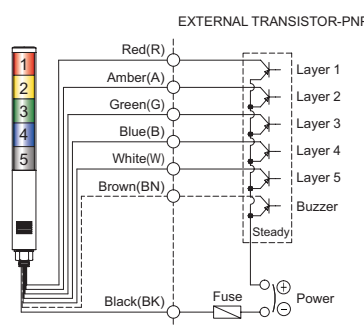 EXTERNAL TRANSISTOR-PNP
Red(R)
Layer 1
Amber(A)
Layer 2
Green(G)
Layer 3
Blue(B)
Layer 4
White(W)
Layer 5
Brown(BN)
Buzzer
Steady
Black(BK)
Fuse
Power
1
2
3
4
5